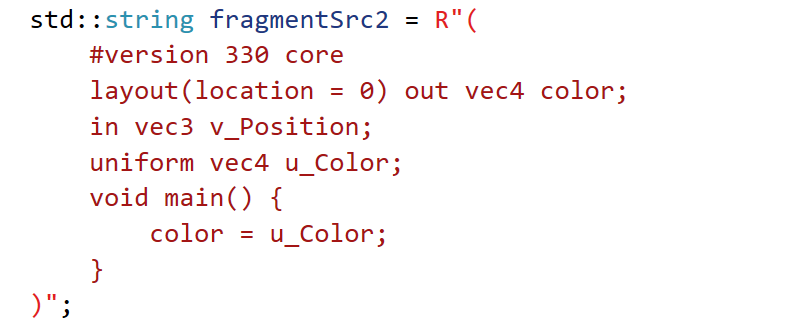 std::string fragmentSrc2 = R"(
    #version 330 core
    layout(location = 0) out vec4 color;
    in vec3 v_Position;
    uniform vec4 u_Color;
    void main() {
        color = u_Color;
    }
)";